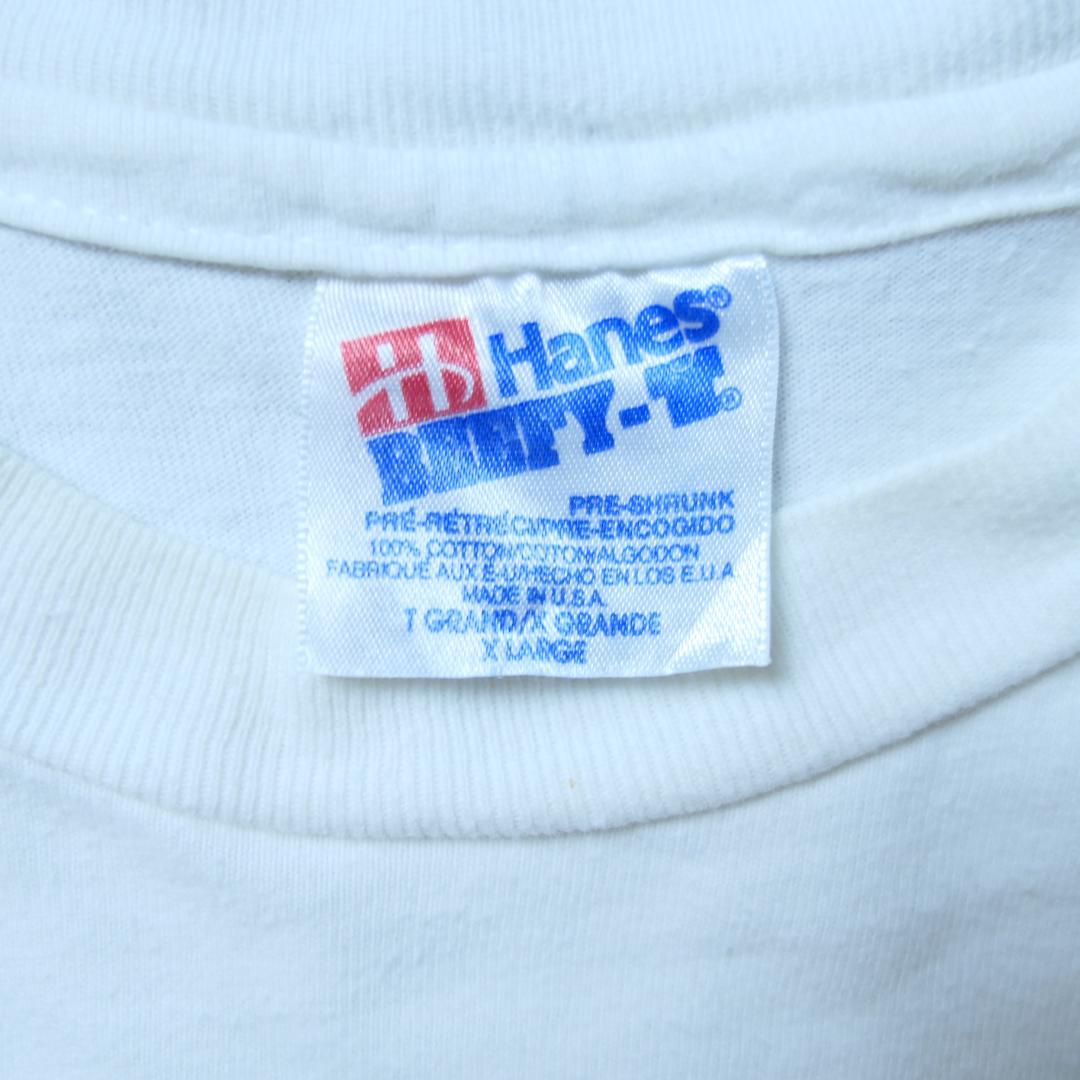 Hanes®
BEEFY-T.®
PRE-SHRUNK
PRÉ-RÉTRÉCI/PRE-ENCOGIDO
100% COTTON/COTON/ALGODON
FABRIQUÉ AUX É-U/HECHO EN LOS E.U.A
MADE IN U.S.A.
T GRAND/X GRANDE
X LARGE